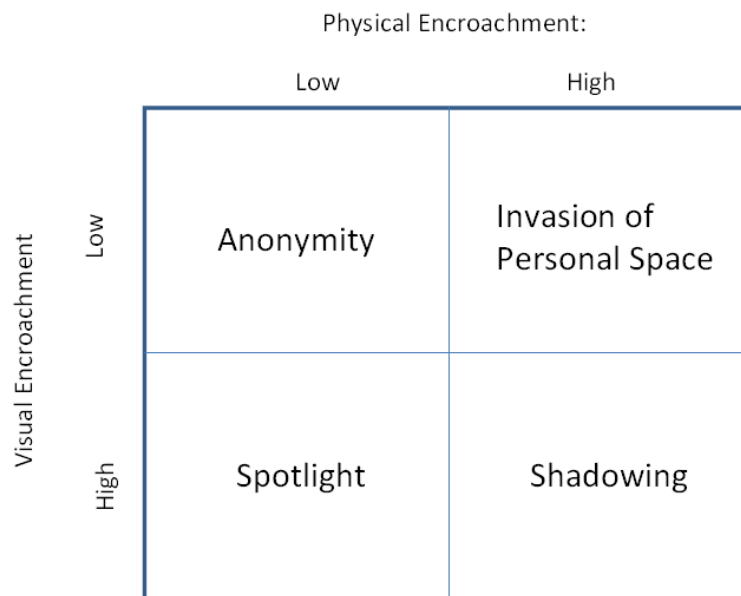 Physical Encroachment:
Low
High
Visual Encroachment
Low
Anonymity
Invasion of
Personal Space
High
Spotlight
Shadowing